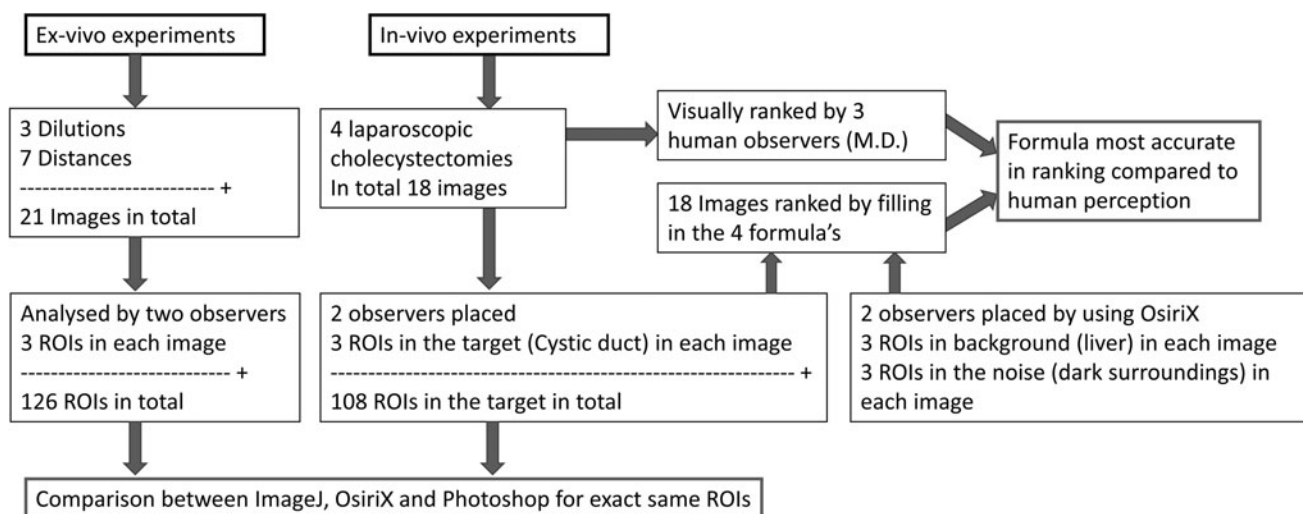 Ex-vivo experiments
In-vivo experiments
3 Dilutions
7 Distances
-------------------------- +
21 Images in total
4 laparoscopic
cholecystectomies
In total 18 images
Visually ranked by 3
human observers (M.D.)
18 Images ranked by filling
in the 4 formula's
Formula most accurate
in ranking compared to
human perception
Analysed by two observers
3 ROIs in each image
---------------------------- +
126 ROIs in total
2 observers placed
3 ROIs in the target (Cystic duct) in each image
---------------------------------------------------------------- +
108 ROIs in the target in total
2 observers placed by using OsiriX
3 ROIs in background (liver) in each image
3 ROIs in the noise (dark surroundings) in
each image
Comparison between ImageJ, OsiriX and Photoshop for exact same ROIs